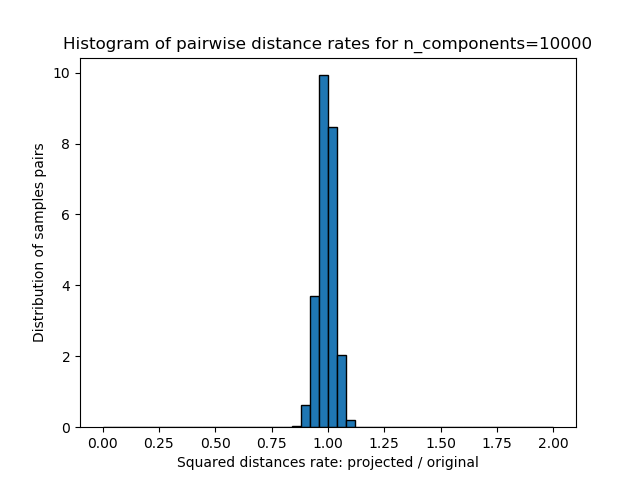 Histogram of pairwise distance rates for n_components=10000
Distribution of samples pairs
10
8
6
4
2
0
0.00 0.25 0.50 0.75 1.00 1.25 1.50 1.75 2.00
Squared distances rate: projected / original